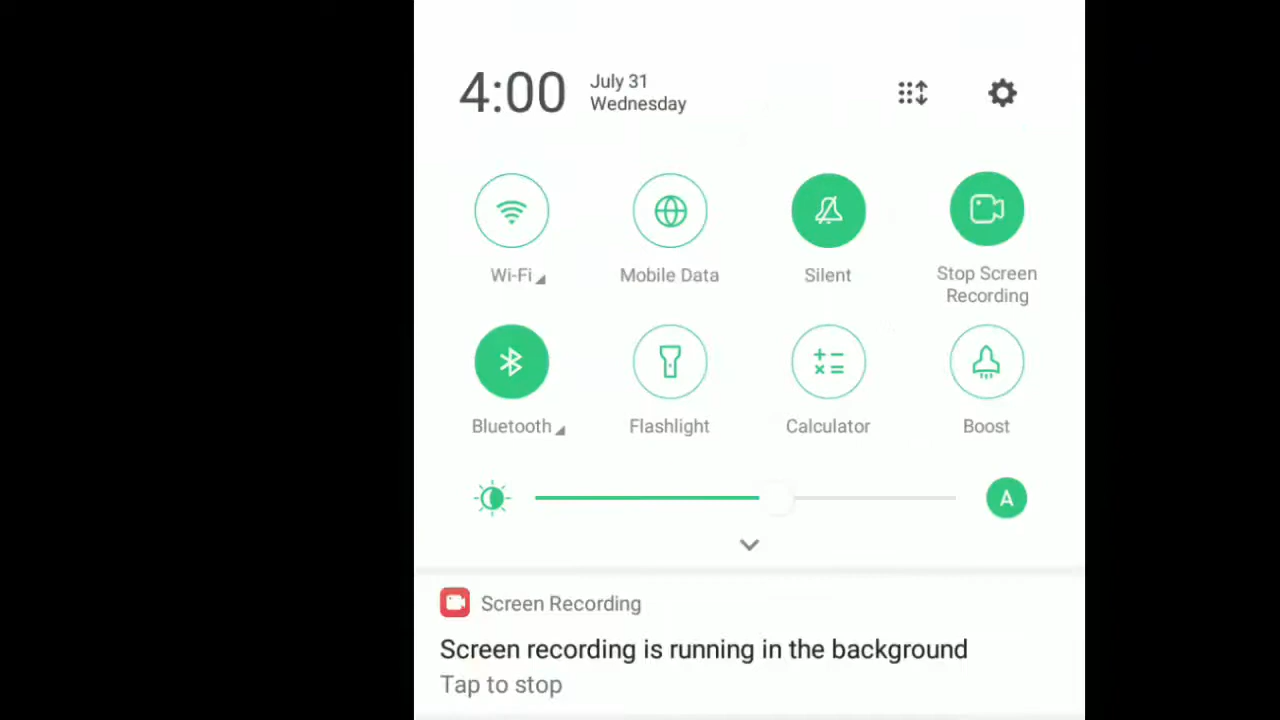 4:00
July 31
Wednesday
Wi-Fi
Mobile Data
Silent
Stop Screen
Recording
Bluetooth
Flashlight
Calculator
Boost
A
Screen Recording
Screen recording is running in the background
Tap to stop